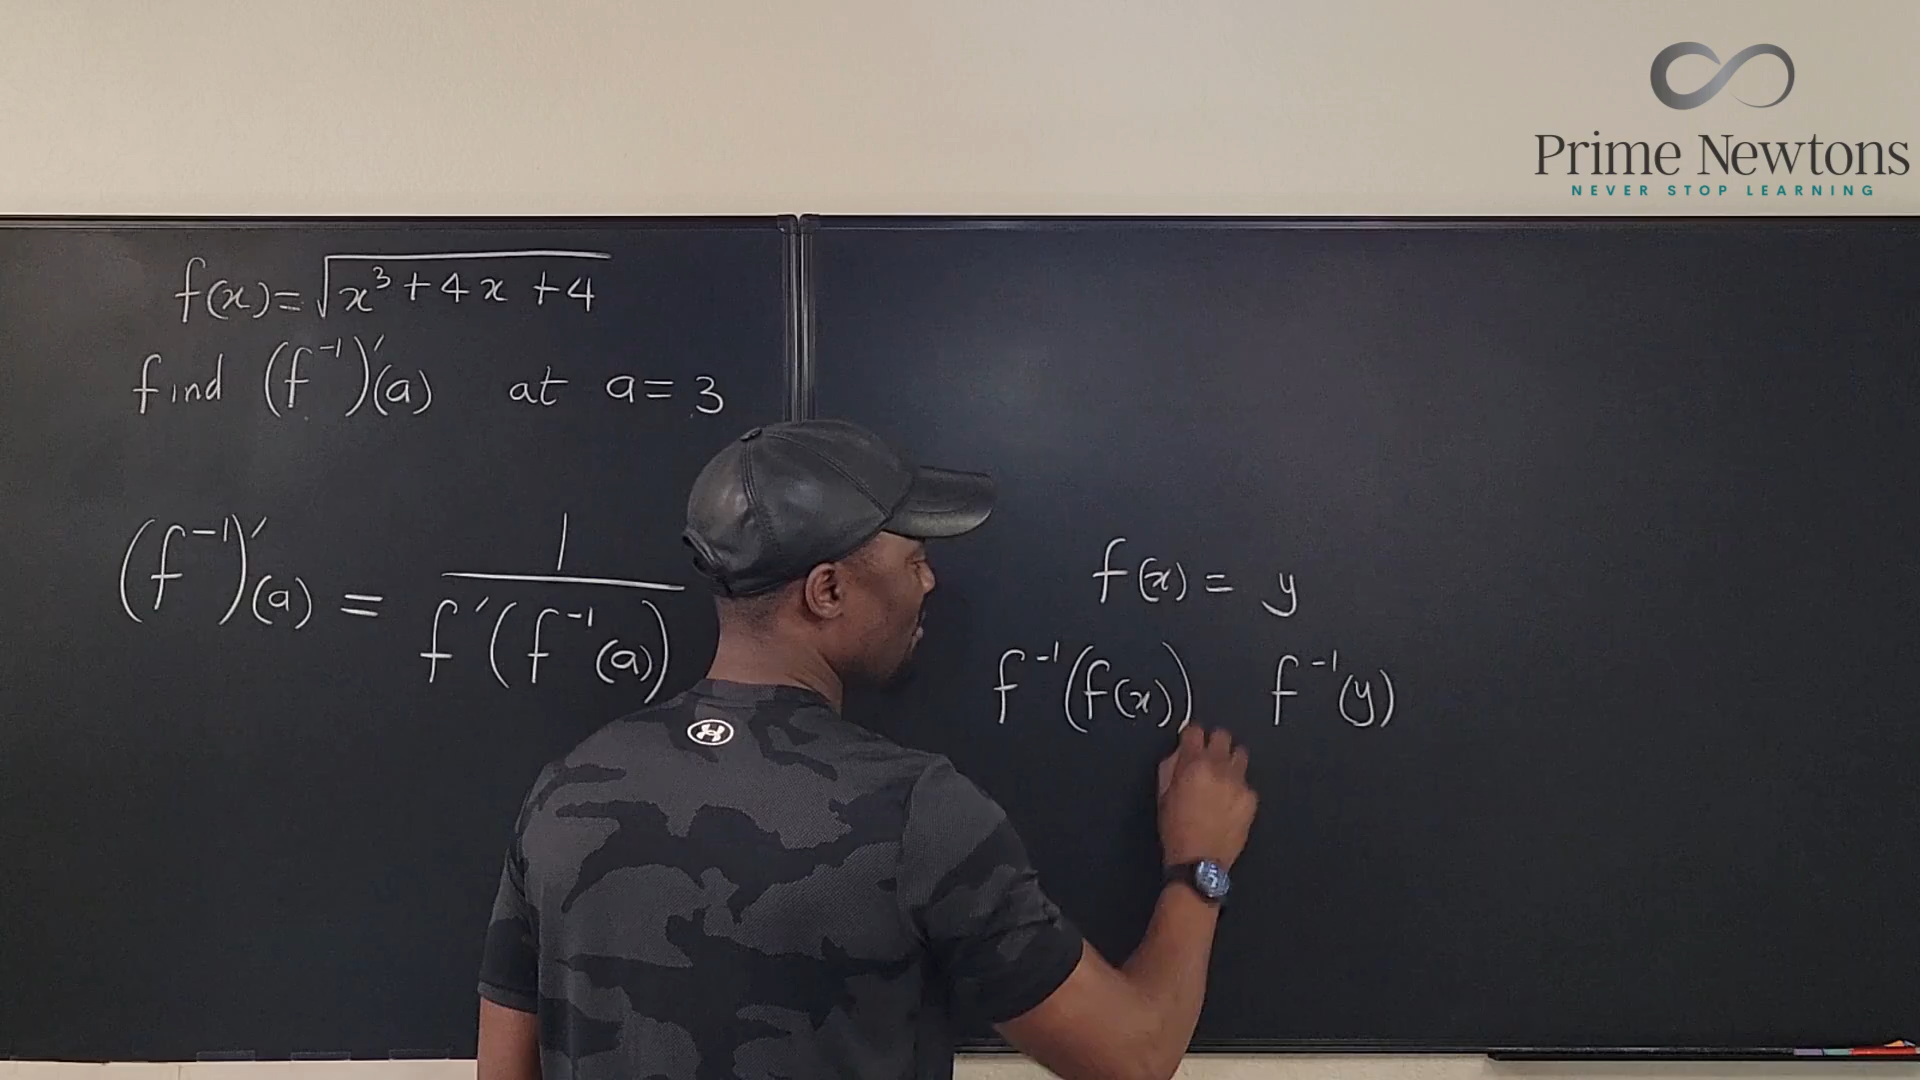 Prime Newtons
NEVER STOP LEARNING
f(x) = √(x³ + 4x + 4)
find (f⁻¹)′(a) at a = 3
(f⁻¹)′(a) = 1 / f′(f⁻¹(a))
f(x) = y
f⁻¹(f(x)) f⁻¹(y)